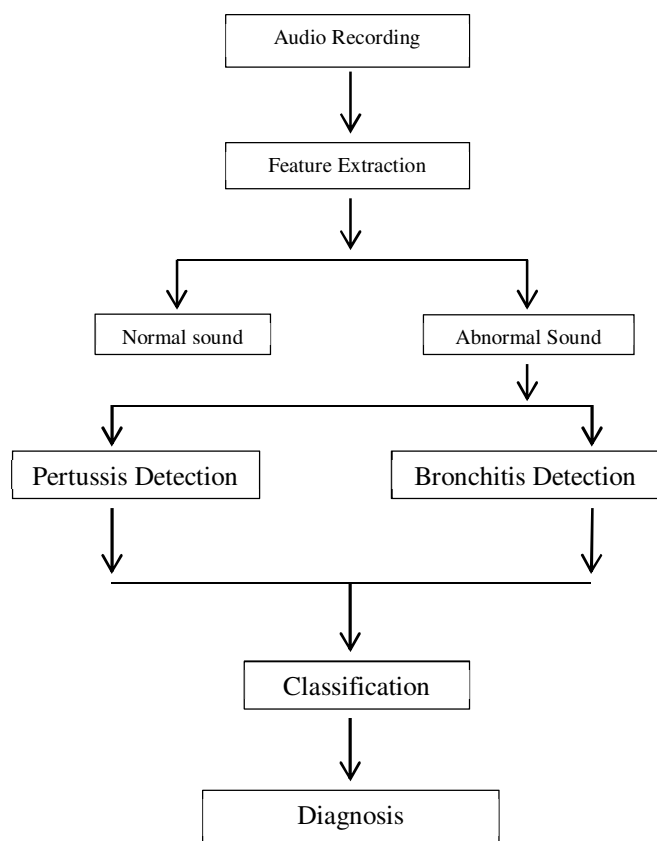 Audio Recording
Feature Extraction
Normal sound
Abnormal Sound
Pertussis Detection
Bronchitis Detection
Classification
Diagnosis